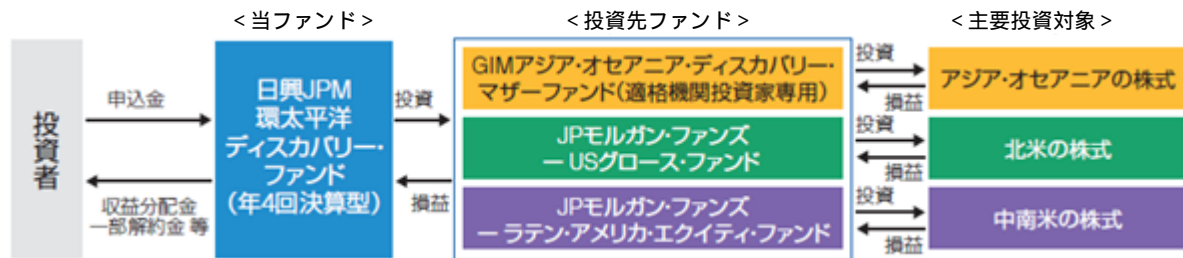 <当ファンド>
<投資先ファンド>
<主要投資対象>
投資者
申込金
収益分配金
一部解約金 等
日興JPM
環太平洋
ディスカバリー・
ファンド
(年4回決算型)
投資
損益
GIMアジア・オセアニア・ディスカバリー・
マザーファンド(適格機関投資家専用)
投資
損益
アジア・オセアニアの株式
JPモルガン・ファンズ
ーUSグロース・ファンド
投資
損益
北米の株式
JPモルガン・ファンズ
ー ラテン・アメリカ・エクイティ・ファンド
投資
損益
中南米の株式